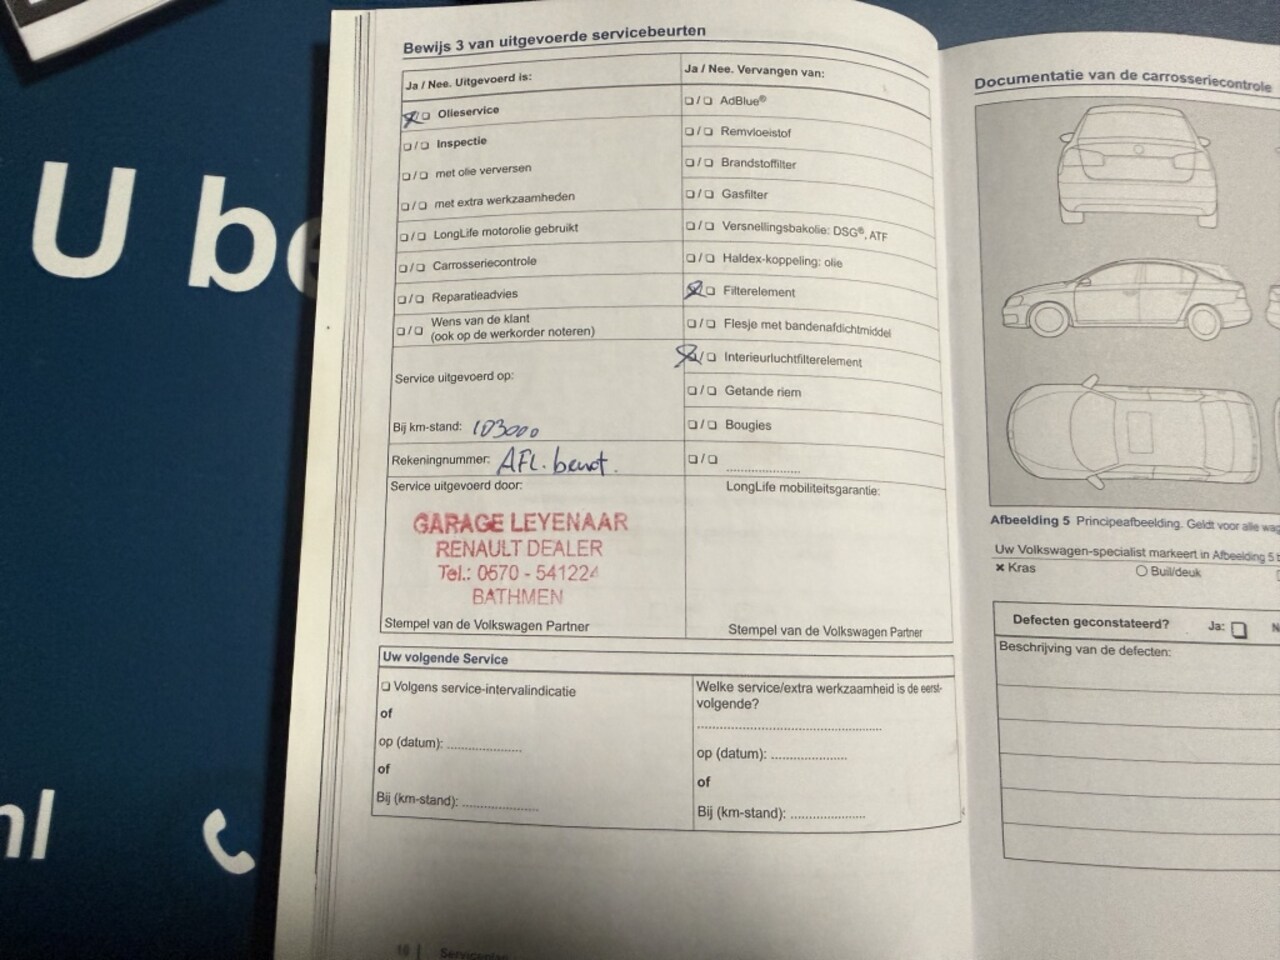 U be
nl
Bewijs 3 van uitgevoerde servicebeurten
Ja / Nee. Uitgevoerd is:
Olieservice
Inspectie
met olie verversen
met extra werkzaamheden
LongLife motorolie gebruikt
Carrosseriecontrole
Reparatieadvies
Wens van de klant
(ook op de werkorder noteren)
Service uitgevoerd op:
Bij km-stand: 103000
Rekeningnummer: AFL. beurt.
Service uitgevoerd door:
GARAGE LEYENAAR
RENAULT DEALER
Tel.: 0570 - 541224
BATHMEN
Stempel van de Volkswagen Partner
Ja / Nee. Vervangen van:
AdBlue®
Remvloeistof
Brandstoffilter
Gasfilter
Versnellingsbakolie: DSG®, ATF
Haldex-koppeling: olie
Filterelement
Flesje met bandenafdichtmiddel
Interieurluchtfilterelement
Getande riem
Bougies
LongLife mobiliteitsgarantie:
Stempel van de Volkswagen Partner
Uw volgende Service
Volgens service-intervalindicatie
of
op (datum):
of
Bij (km-stand):
Welke service/extra werkzaamheid is de eerst-
volgende?
op (datum):
of
Bij (km-stand):
Documentatie van de carrosseriecontrole
Afbeelding 5 Principeafbeelding. Geldt voor alle wag
Uw Volkswagen-specialist markeert in Afbeelding 5 t
× Kras
Buil/deuk
Defecten geconstateerd? Ja: N
Beschrijving van de defecten: